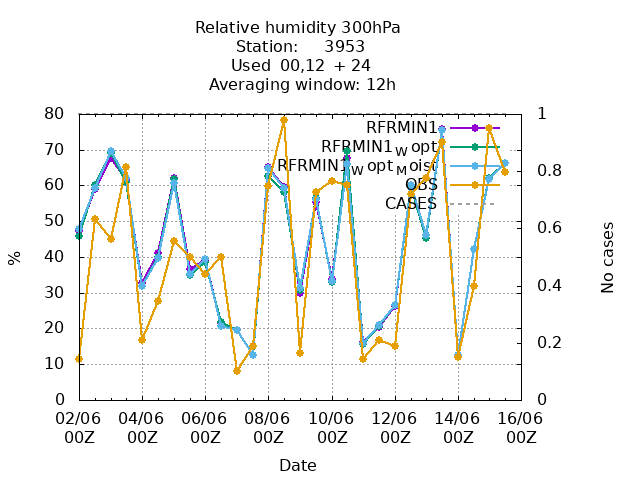 Relative humidity 300hPa
Station: 3953
Used 00,12 + 24
Averaging window: 12h
80 1
RFRMIN1
70
RFRMIN1Wopt
RFRMIN1WoptMoist
60 0.8
OBS
CASES
50 0.6
40 0.4
30
20 0.2
10
0 0
%
No cases
02/06 04/06 06/06 08/06 10/06 12/06 14/06 16/06
00Z 00Z 00Z 00Z 00Z 00Z 00Z 00Z
Date